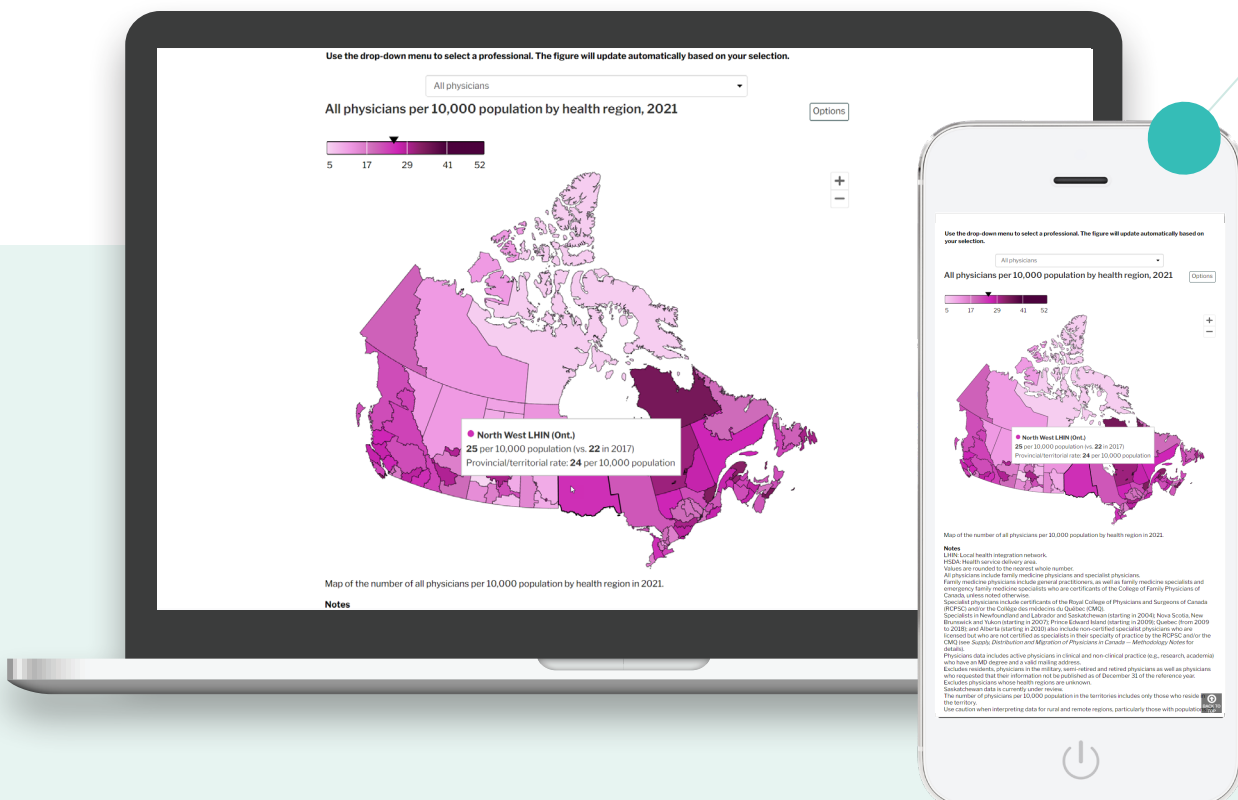 Use the drop-down menu to select a professional. The figure will update automatically based on your selection.
All physicians
All physicians per 10,000 population by health region, 2021
Options
5 17 29 41 52
+
−
North West LHIN (Ont.)
25 per 10,000 population (vs. 22 in 2017)
Provincial/territorial rate: 24 per 10,000 population
Map of the number of all physicians per 10,000 population by health region in 2021.
Notes
Use the drop-down menu to select a professional. The figure will update automatically based on
your selection.
All physicians
All physicians per 10,000 population by health region, 2021
Options
5 17 29 41 52
+
−
North West LHIN (Ont.)
25 per 10,000 population (vs. 22 in 2017)
Provincial/territorial rate: 24 per 10,000 population
Map of the number of all physicians per 10,000 population by health region in 2021.
Notes
LHIN: Local health integration network.
HSDA: Health service delivery area.
Values are rounded to the nearest whole number.
All physicians include family medicine physicians and specialist physicians.
Family medicine physicians include general practitioners, as well as family medicine specialists and
emergency family medicine specialists who are certificants of the College of Family Physicians of
Canada, unless noted otherwise.
Specialist physicians include certificants of the Royal College of Physicians and Surgeons of Canada
(RCPSC) and/or the Collège des médecins du Québec (CMQ).
Specialists in Newfoundland and Labrador and Saskatchewan (starting in 2004); Nova Scotia, New
Brunswick and Yukon (starting in 2007); Prince Edward Island (starting in 2009); Quebec (from 2009
to 2018); and Alberta (starting in 2010) also include non-certified specialist physicians who are
licensed but who are not certified as specialists in their specialty of practice by the RCPSC and/or the
CMQ (see Supply, Distribution and Migration of Physicians in Canada — Methodology Notes for
details).
Physicians data includes active physicians in clinical and non-clinical practice (e.g., research, academia)
who have an MD degree and a valid mailing address.
Excludes residents, physicians in the military, semi-retired and retired physicians as well as physicians
who requested that their information not be published as of December 31 of the reference year.
Excludes physicians whose health regions are unknown.
Saskatchewan data is currently under review.
The number of physicians per 10,000 population in the territories includes only those who reside
the territory.
Use caution when interpreting data for rural and remote regions, particularly those with
BACK TO
TOP